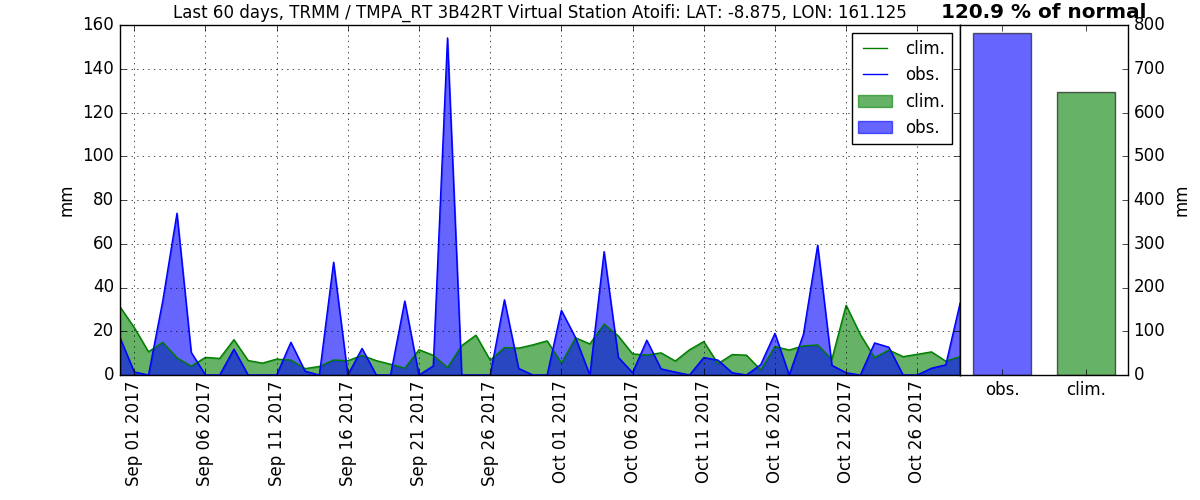 Last 60 days, TRMM / TMPA_RT 3B42RT Virtual Station Atoifi: LAT: -8.875, LON: 161.125
120.9 % of normal
160
140
120
100
80
60
40
20
0
mm
clim.
obs.
clim.
obs.
800
700
600
500
400
300
200
100
0
mm
Sep 01 2017
Sep 06 2017
Sep 11 2017
Sep 16 2017
Sep 21 2017
Sep 26 2017
Oct 01 2017
Oct 06 2017
Oct 11 2017
Oct 16 2017
Oct 21 2017
Oct 26 2017
obs.
clim.